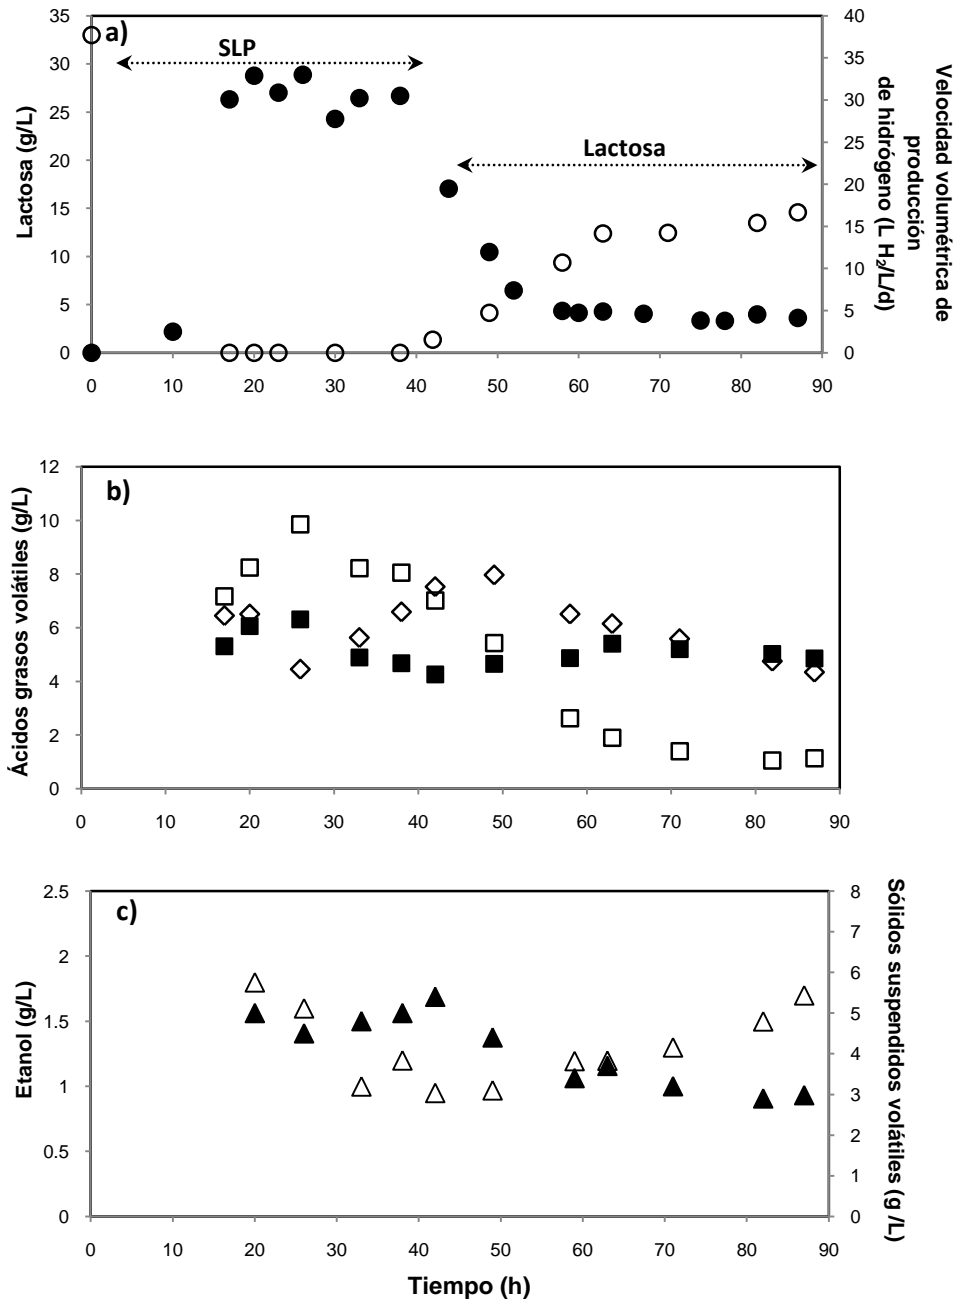 a)
SLP
Lactosa
Lactosa (g/L)
35
30
25
20
15
10
5
0
40
35
30
25
20
15
10
5
0
Velocidad volumétrica de
producción
de hidrógeno (L H₂/L/d)
0 10 20 30 40 50 60 70 80 90
b)
Ácidos grasos volátiles (g/L)
12
10
8
6
4
2
0
0 10 20 30 40 50 60 70 80 90
c)
Etanol (g/L)
2.5
2
1.5
1
0.5
0
8
7
6
5
4
3
2
1
0
Sólidos suspendidos volátiles (g /L)
0 10 20 30 40 50 60 70 80 90
Tiempo (h)